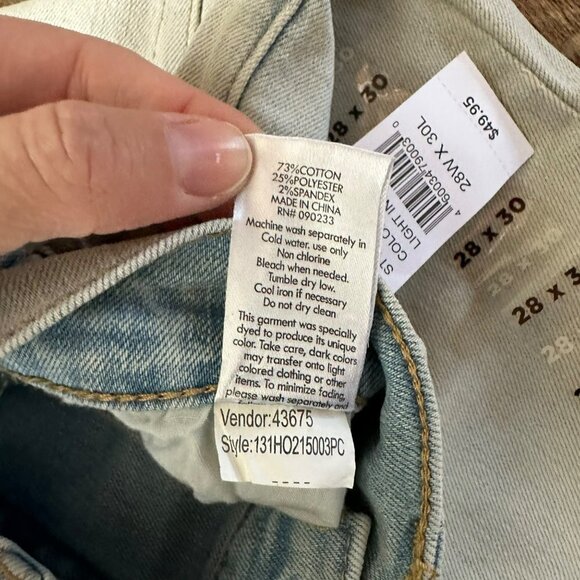 73%COTTON
25%POLYESTER
2%SPANDEX
MADE IN CHINA
RN# 090233
Machine wash separately in
Cold water, use only
Non chlorine
Bleach when needed.
Tumble dry low.
Cool iron if necessary
Do not dry clean
This garment was specially
dyed to produce its unique
color. Take care, dark colors
may transfer onto light
colored clothing or other
items. To minimize fading,
please wash separately and
Vendor:43675
Style:131HO215003PC
$49.95
28W X 30L
28 x 30
28 x 30
28 x 30